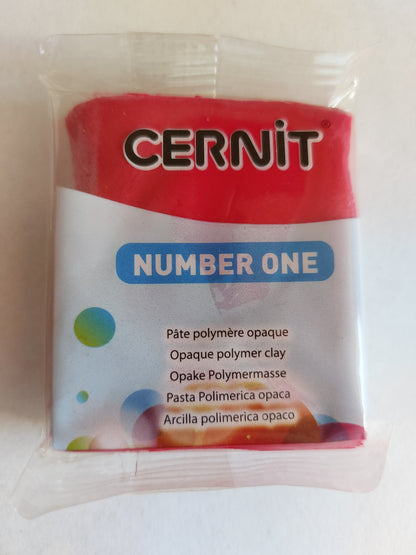 CERNiT®
NUMBER ONE
Pâte polymère opaque
Opaque polymer clay
Opake Polymermasse
Pasta Polimerica opaca
Arcilla polimerica opaco